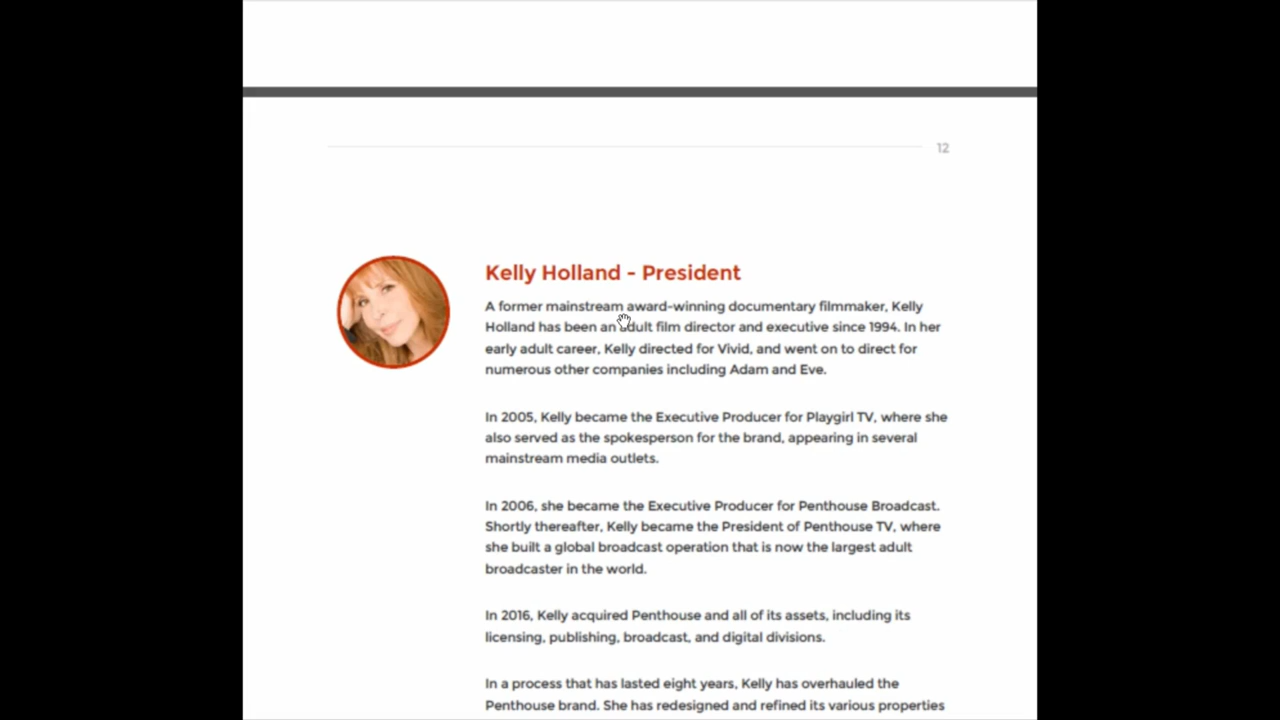 12
Kelly Holland - President
A former mainstream award-winning documentary filmmaker, Kelly
Holland has been an adult film director and executive since 1994. In her
early adult career, Kelly directed for Vivid, and went on to direct for
numerous other companies including Adam and Eve.
In 2005, Kelly became the Executive Producer for Playgirl TV, where she
also served as the spokesperson for the brand, appearing in several
mainstream media outlets.
In 2006, she became the Executive Producer for Penthouse Broadcast.
Shortly thereafter, Kelly became the President of Penthouse TV, where
she built a global broadcast operation that is now the largest adult
broadcaster in the world.
In 2016, Kelly acquired Penthouse and all of its assets, including its
licensing, publishing, broadcast, and digital divisions.
In a process that has lasted eight years, Kelly has overhauled the
Penthouse brand. She has redesigned and refined its various properties